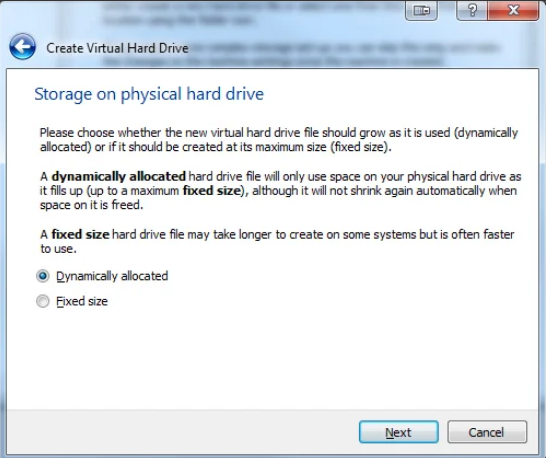 Create Virtual Hard Drive
Storage on physical hard drive
Please choose whether the new virtual hard drive file should grow as it is used (dynamically
allocated) or if it should be created at its maximum size (fixed size).
A dynamically allocated hard drive file will only use space on your physical hard drive as
it fills up (up to a maximum fixed size), although it will not shrink again automatically when
space on it is freed.
A fixed size hard drive file may take longer to create on some systems but is often faster
to use.
Dynamically allocated
Fixed size
Next
Cancel